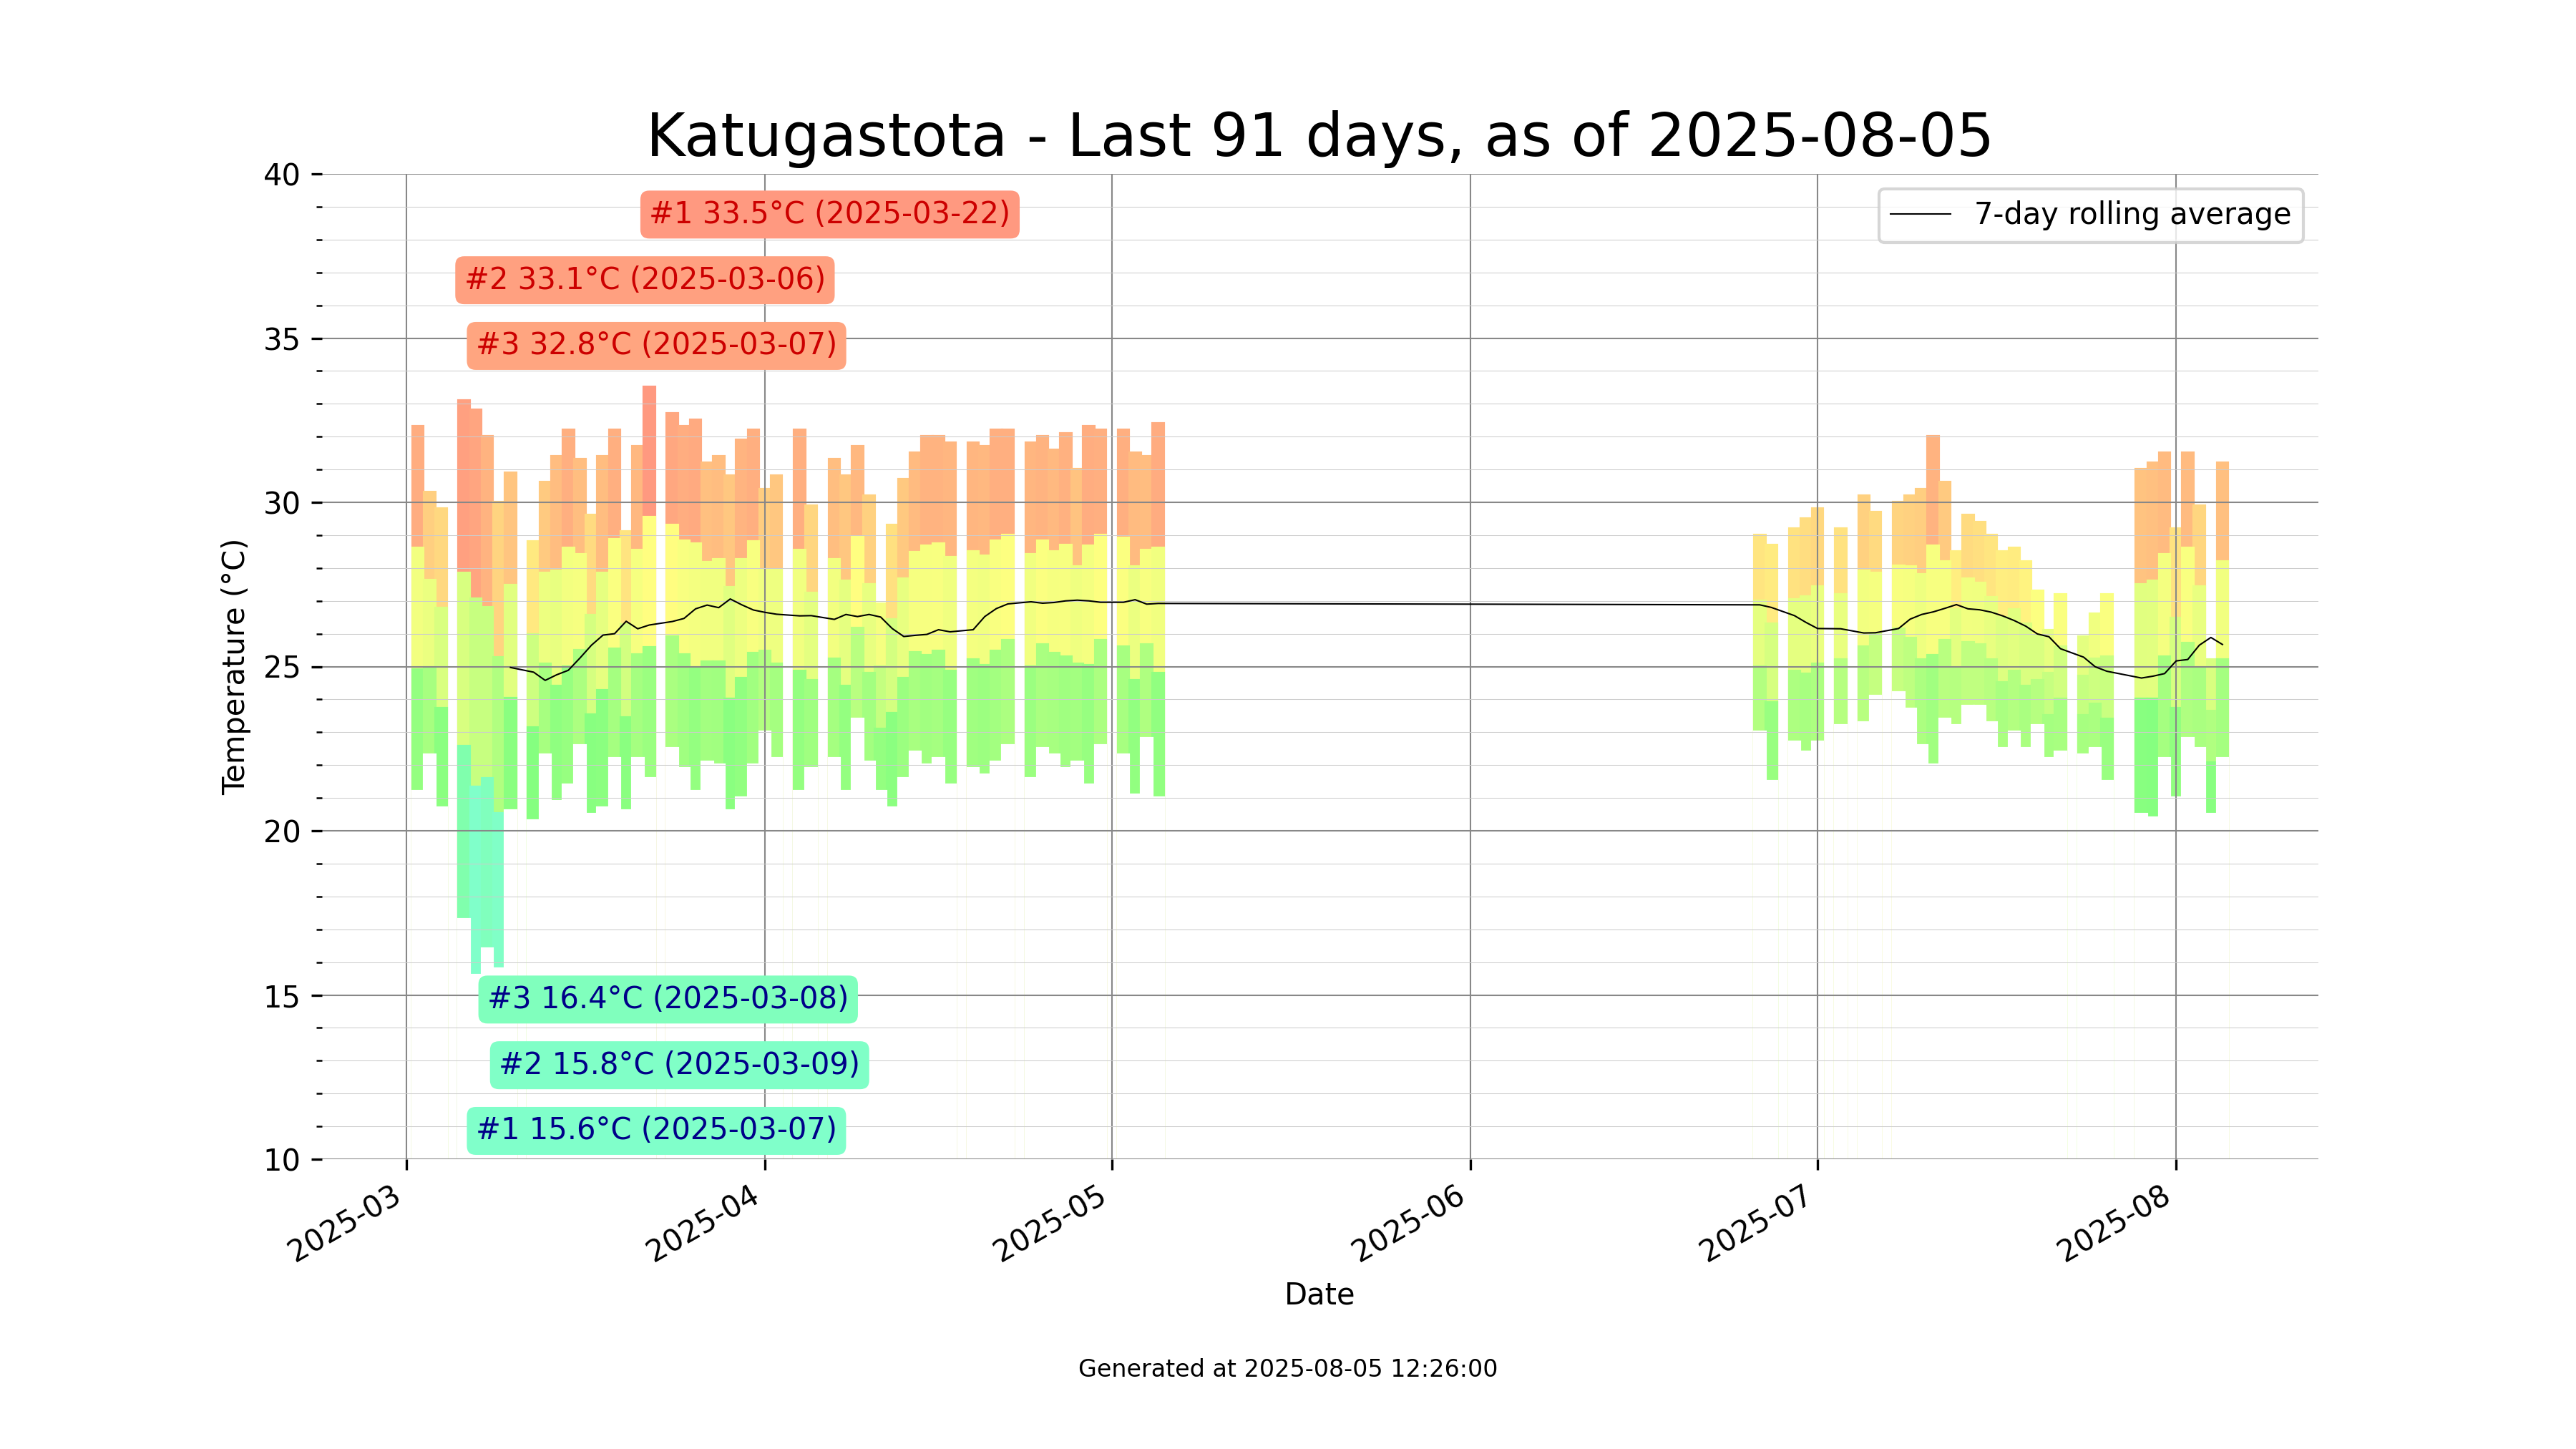 Katugastota - Last 91 days, as of 2025-08-05
7-day rolling average
#1 33.5°C (2025-03-22)
#2 33.1°C (2025-03-06)
#3 32.8°C (2025-03-07)
#3 16.4°C (2025-03-08)
#2 15.8°C (2025-03-09)
#1 15.6°C (2025-03-07)
Temperature (°C)
40
35
30
25
20
15
10
2025-03
2025-04
2025-05
2025-06
2025-07
2025-08
Date
Generated at 2025-08-05 12:26:00